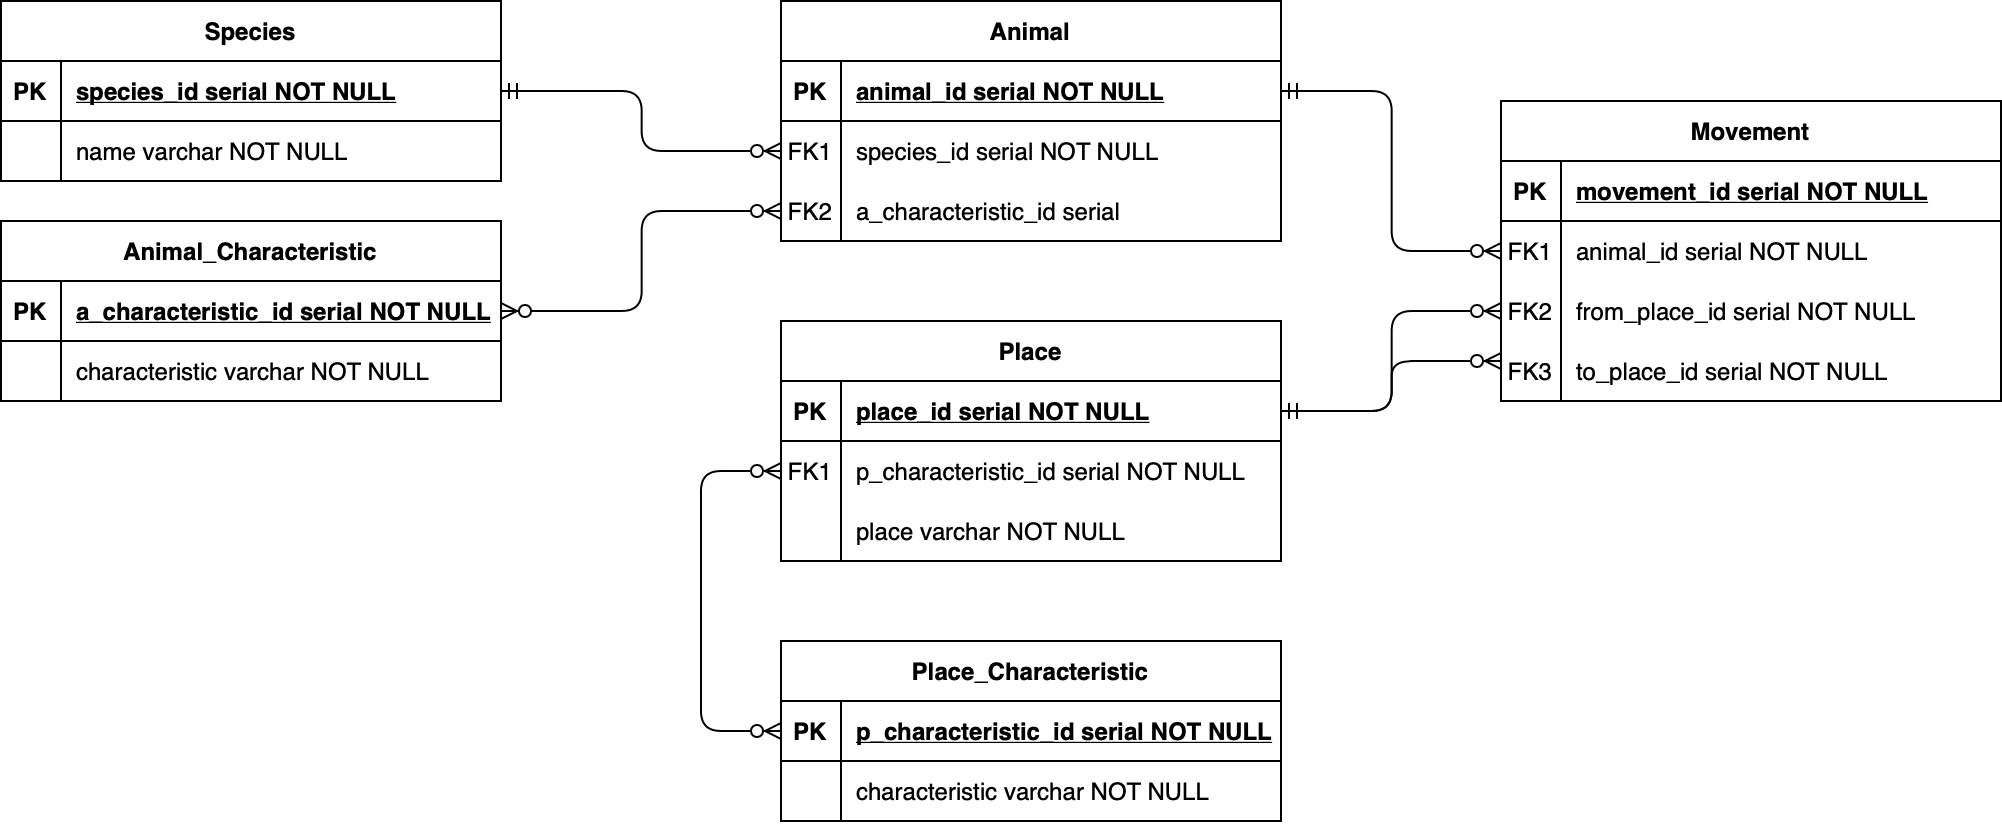 Species
PK species_id serial NOT NULL
name varchar NOT NULL
Animal_Characteristic
PK a_characteristic_id serial NOT NULL
characteristic varchar NOT NULL
Animal
PK animal_id serial NOT NULL
FK1 species_id serial NOT NULL
FK2 a_characteristic_id serial
Place
PK place_id serial NOT NULL
FK1 p_characteristic_id serial NOT NULL
place varchar NOT NULL
Place_Characteristic
PK p_characteristic_id serial NOT NULL
characteristic varchar NOT NULL
Movement
PK movement_id serial NOT NULL
FK1 animal_id serial NOT NULL
FK2 from_place_id serial NOT NULL
FK3 to_place_id serial NOT NULL